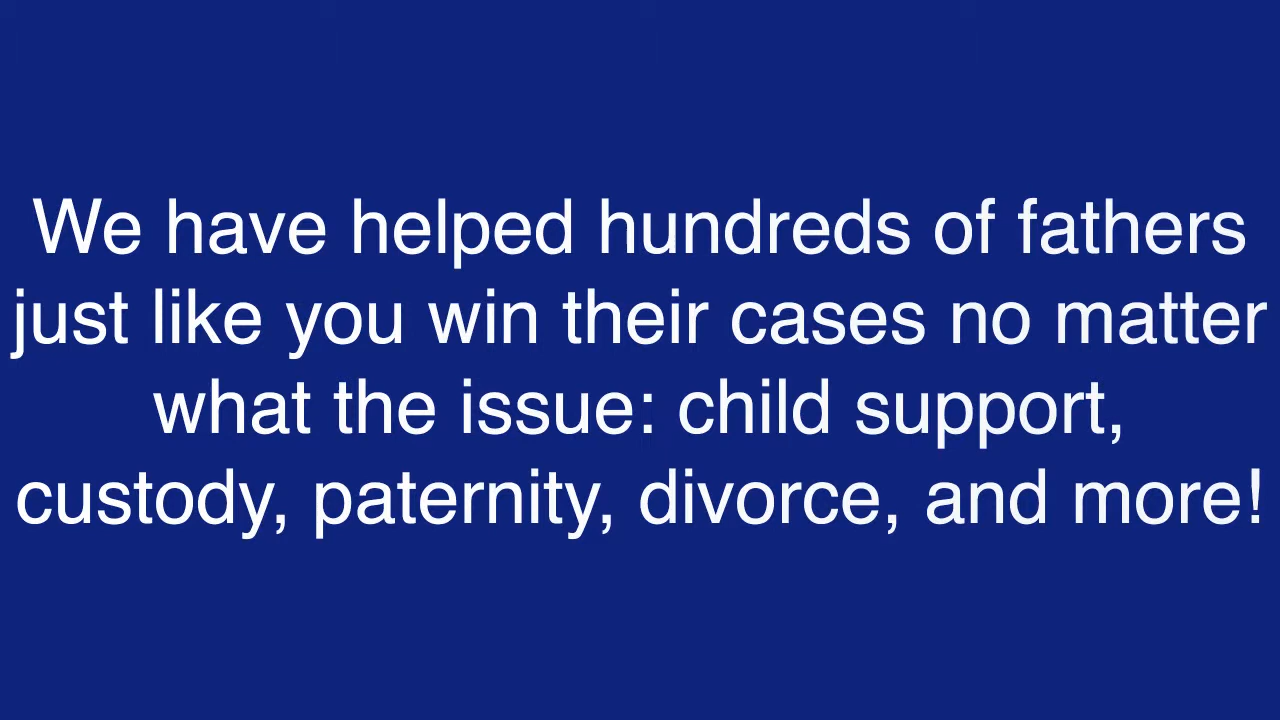 We have helped hundreds of fathers
just like you win their cases no matter
what the issue: child support,
custody, paternity, divorce, and more!